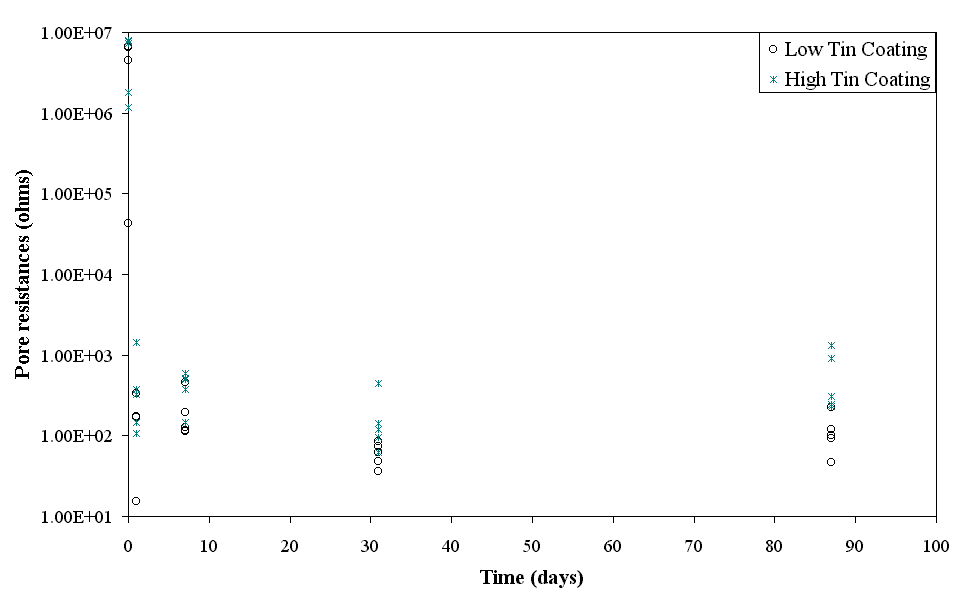 1.00E+07
1.00E+06
1.00E+05
1.00E+04
1.00E+03
1.00E+02
1.00E+01
Pore resistances (ohms)
Low Tin Coating
High Tin Coating
0 10 20 30 40 50 60 70 80 90 100
Time (days)